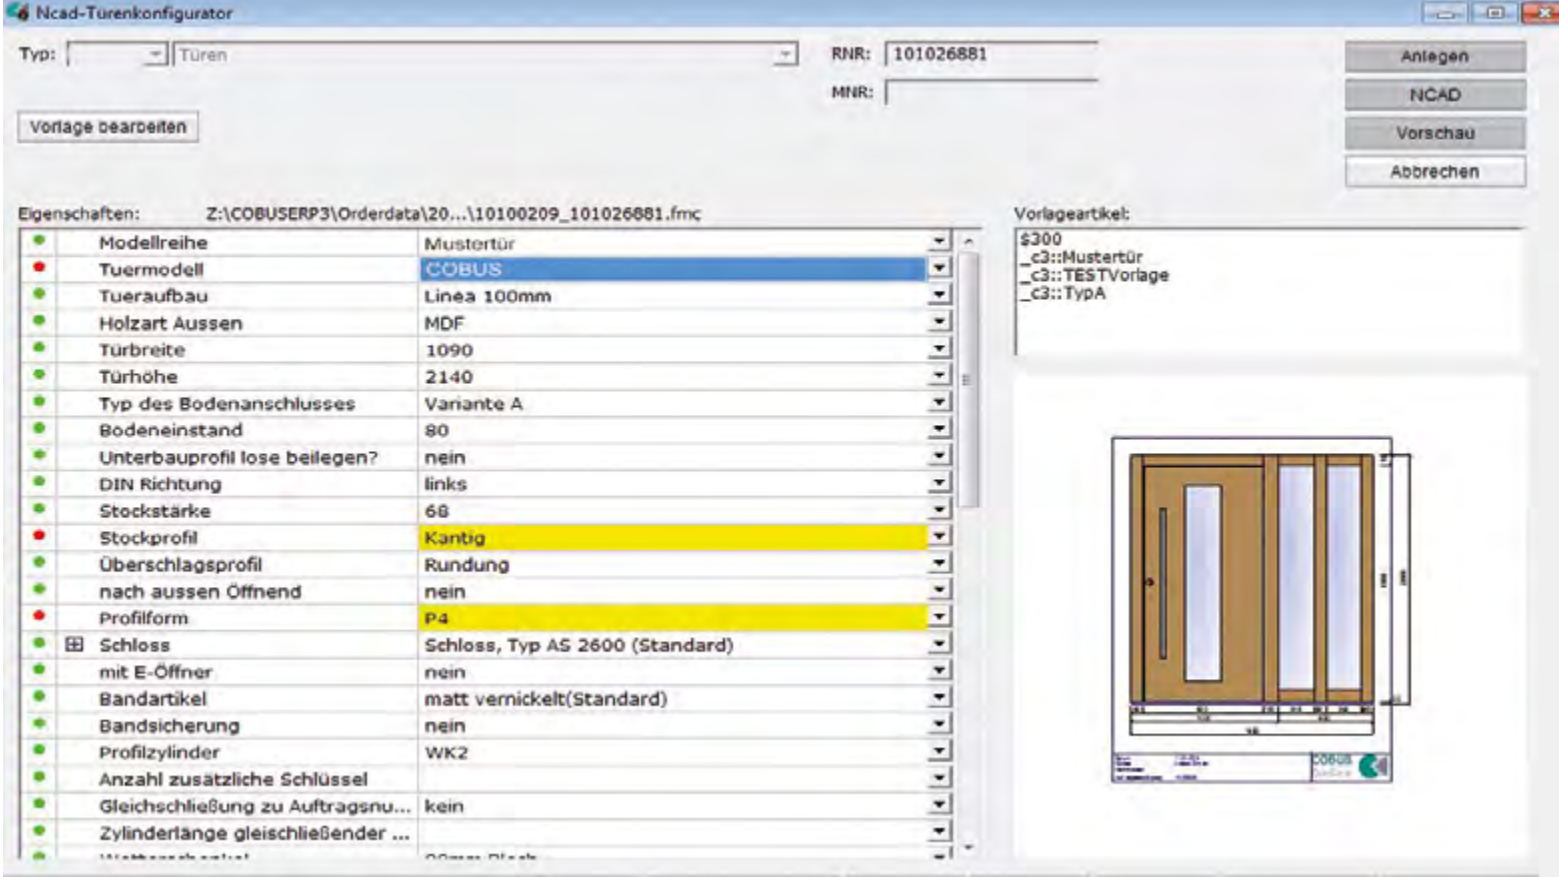 Ncad-Türenkonfigurator
Typ: Türen RNR: 101026881 Anlegen
MNR: NCAD
Vorlage bearbeiten Vorschau
Abbrechen
Eigenschaften: Z:\COBUSERP3\Orderdata\20...\10100209_101026881.fmc Vorlageartikel:
Modellreihe Mustertür
Tuermodell COBUS
Tueraufbau Linea 100mm
Holzart Aussen MDF
Türbreite 1090
Türhöhe 2140
Typ des Bodenanschlusses Variante A
Bodeneinstand 80
Unterbauprofil lose beilegen? nein
DIN Richtung links
Stockstärke 68
Stockprofil Kantig
Überschlagsprofil Rundung
nach aussen Öffnend nein
Profilform P4
Schloss Schloss, Typ AS 2600 (Standard)
mit E-Öffner nein
Bandartikel matt vernickelt(Standard)
Bandsicherung nein
Profilzylinder WK2
Anzahl zusätzliche Schlüssel
Gleichschließung zu Auftragsnu... kein
Zylinderlänge gleischließender ...
$300
_c3::Mustertür
_c3::TESTVorlage
_c3::TypA
COBUS